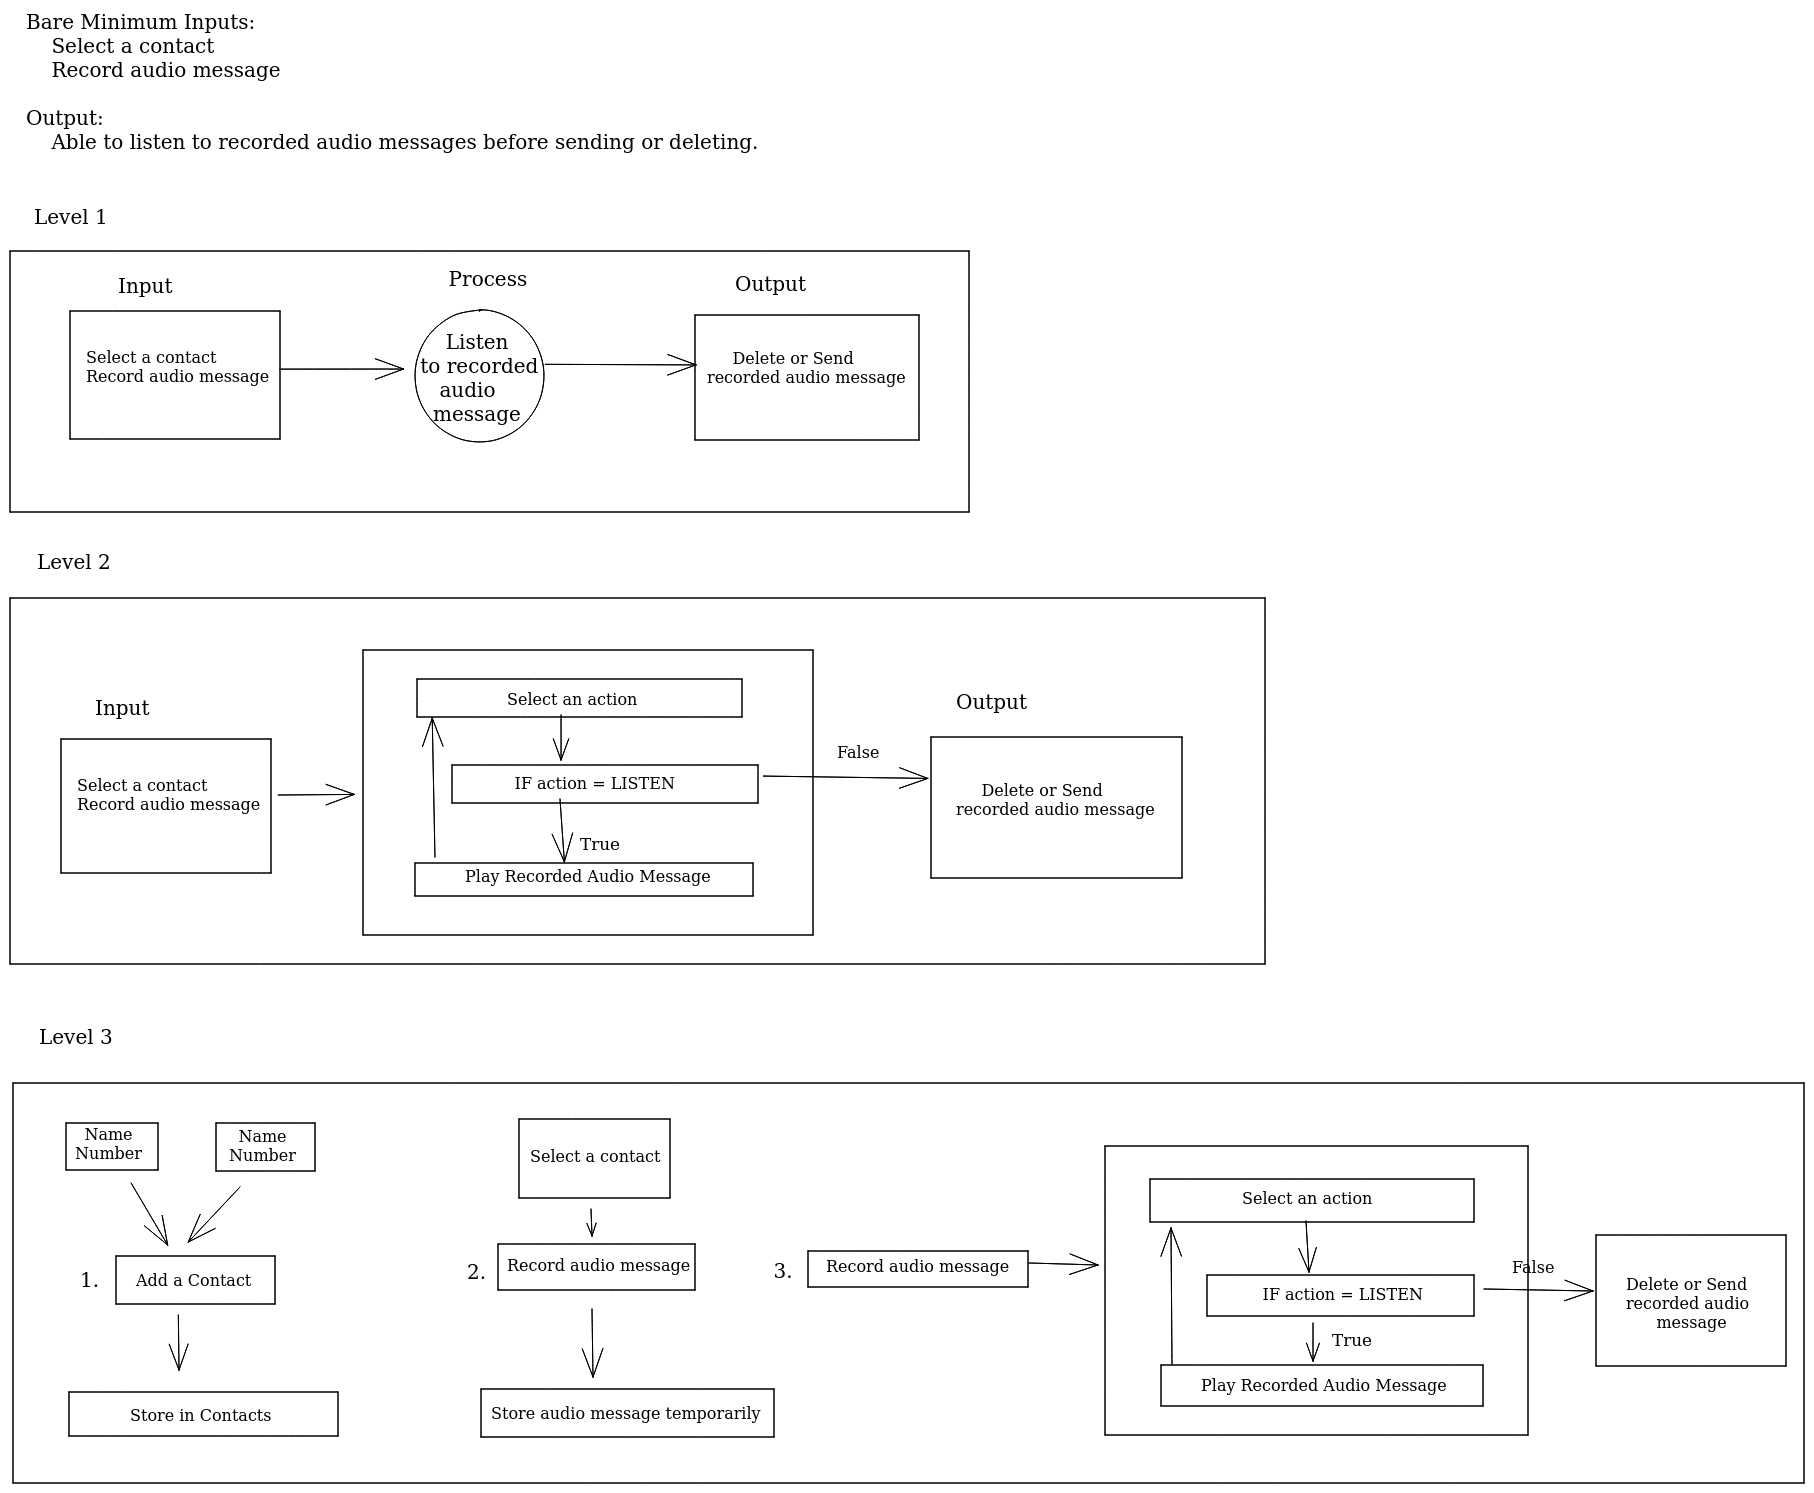 Bare Minimum Inputs:
Select a contact
Record audio message
Output:
Able to listen to recorded audio messages before sending or deleting.
Level 1
Input
Process
Output
Select a contact
Record audio message
Listen
to recorded
audio
message
Delete or Send
recorded audio message
Level 2
Input
Select a contact
Record audio message
Select an action
IF action = LISTEN
True
Play Recorded Audio Message
False
Output
Delete or Send
recorded audio message
Level 3
Name
Number
Name
Number
1.
Add a Contact
Store in Contacts
Select a contact
2.
Record audio message
Store audio message temporarily
3.
Record audio message
Select an action
IF action = LISTEN
True
Play Recorded Audio Message
False
Delete or Send
recorded audio
message